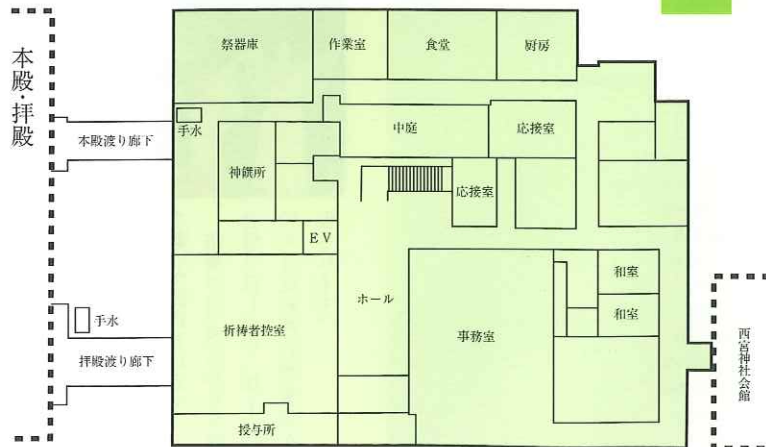 祭器庫
作業室
食堂
厨房
本殿・拝殿
手水
本殿渡り廊下
中庭
応接室
神饌所
応接室
EV
和室
ホール
和室
手水
祈祷者控室
事務室
拝殿渡り廊下
西宮神社会館
授与所